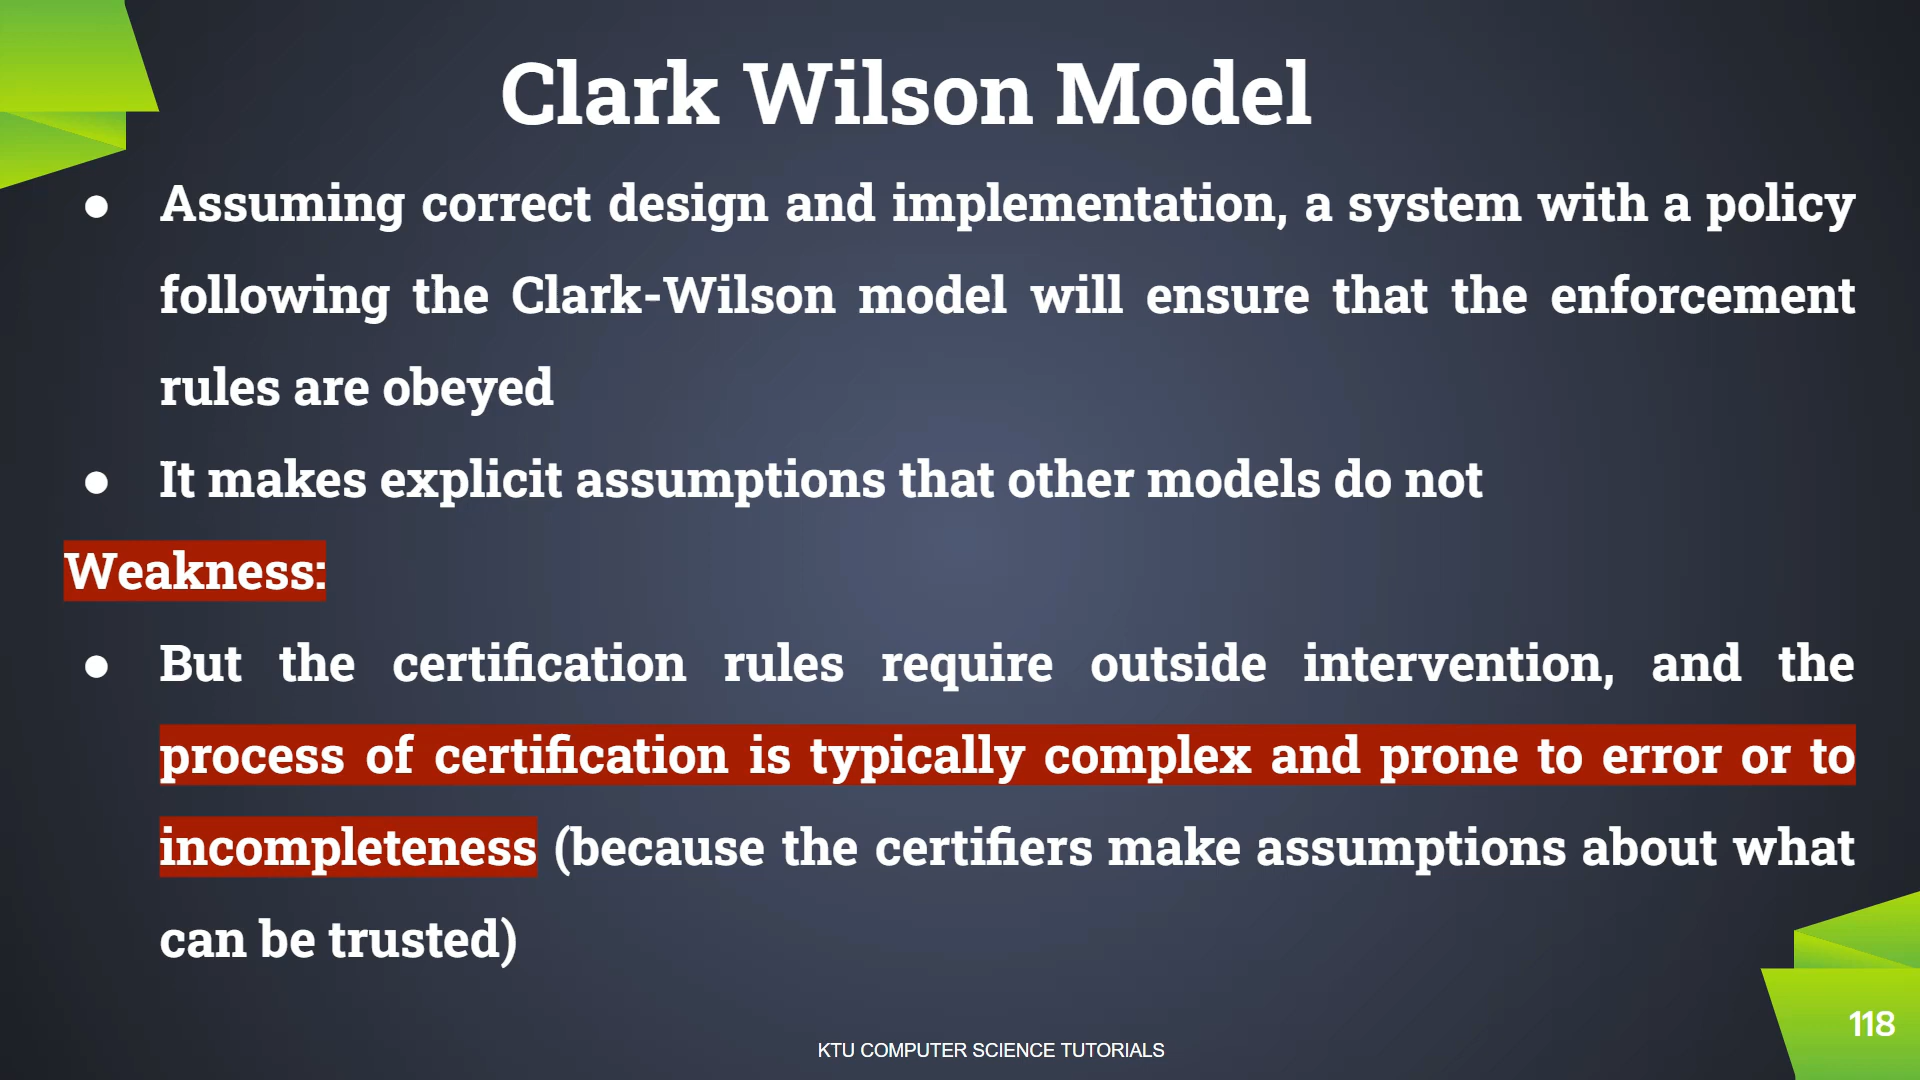 Clark Wilson Model
● Assuming correct design and implementation, a system with a policy
following the Clark-Wilson model will ensure that the enforcement
rules are obeyed
● It makes explicit assumptions that other models do not
Weakness:
● But the certification rules require outside intervention, and the
process of certification is typically complex and prone to error or to
incompleteness (because the certifiers make assumptions about what
can be trusted)
118
KTU COMPUTER SCIENCE TUTORIALS